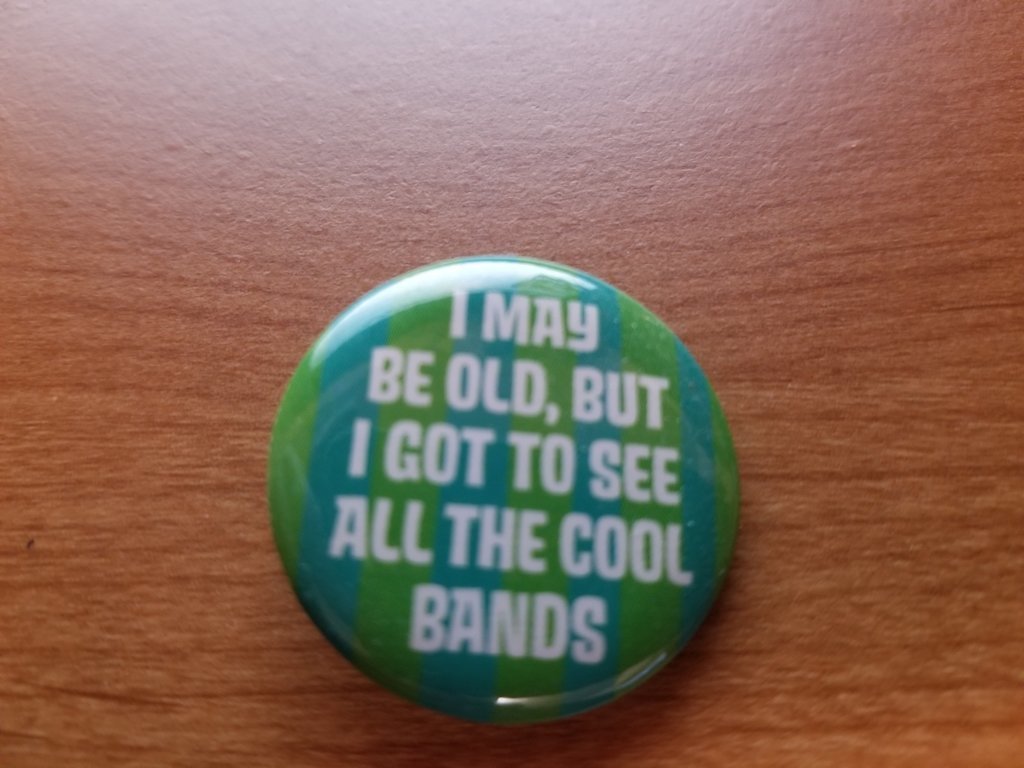 I MAY
BE OLD, BUT
I GOT TO SEE
ALL THE COOL
BANDS